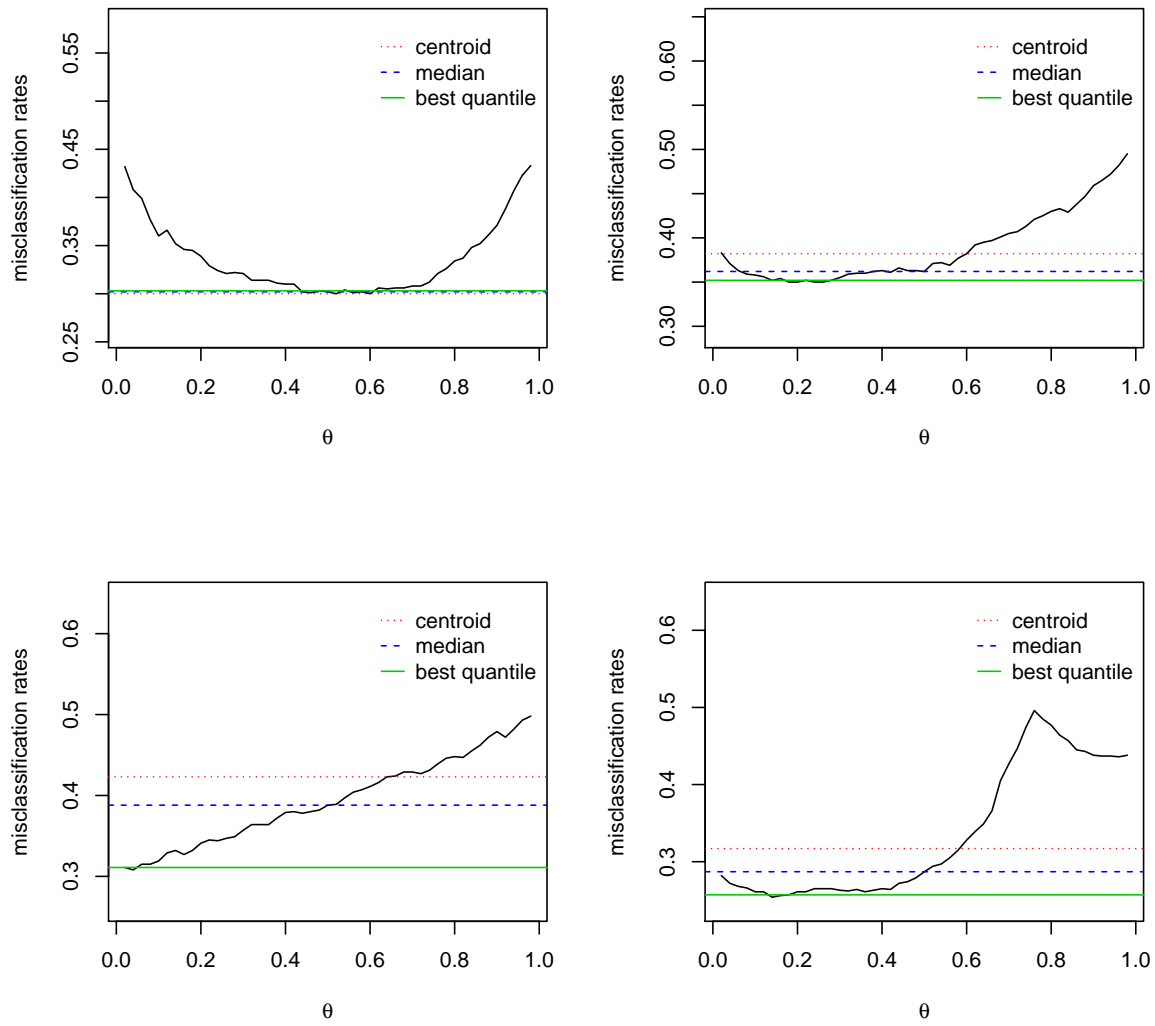 misclassification rates
0.25 0.35 0.45 0.55
centroid
median
best quantile
0.0 0.2 0.4 0.6 0.8 1.0
θ
misclassification rates
0.30 0.40 0.50 0.60
centroid
median
best quantile
0.0 0.2 0.4 0.6 0.8 1.0
θ
misclassification rates
0.3 0.4 0.5 0.6
centroid
median
best quantile
0.0 0.2 0.4 0.6 0.8 1.0
θ
misclassification rates
0.3 0.4 0.5 0.6
centroid
median
best quantile
0.0 0.2 0.4 0.6 0.8 1.0
θ